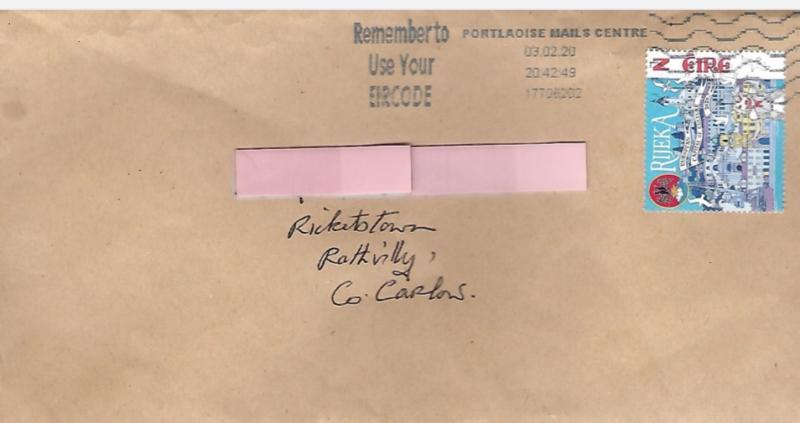 Remember to
Use Your
EIRCODE
PORTLAOISE MAILS CENTRE
03.02.20
20:42:49
17706202
N ÉIRE
RIJEKA
Ricketstown
Rathvilly,
Co. Carlow.